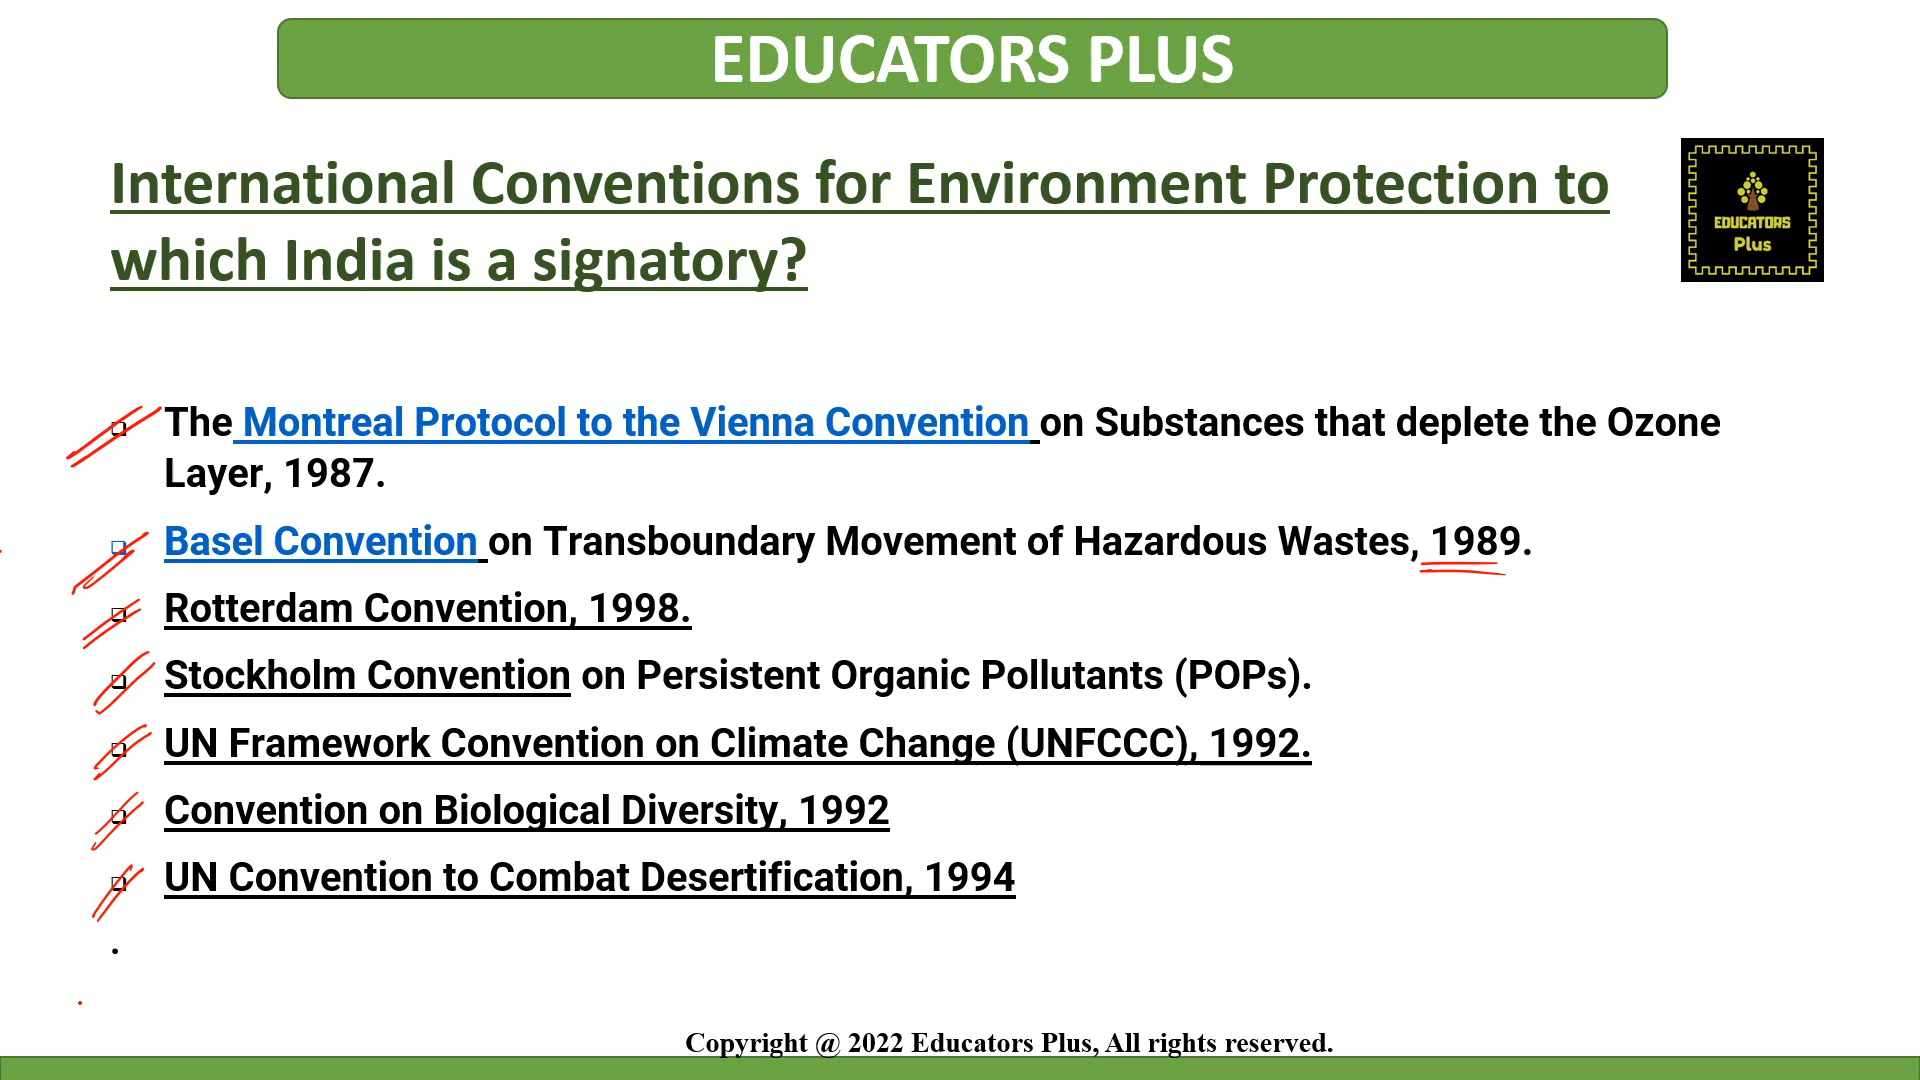 EDUCATORS PLUS
International Conventions for Environment Protection to
which India is a signatory?
EDUCATORS
Plus
The Montreal Protocol to the Vienna Convention on Substances that deplete the Ozone
Layer, 1987.
Basel Convention on Transboundary Movement of Hazardous Wastes, 1989.
Rotterdam Convention, 1998.
Stockholm Convention on Persistent Organic Pollutants (POPs).
UN Framework Convention on Climate Change (UNFCCC), 1992.
Convention on Biological Diversity, 1992
UN Convention to Combat Desertification, 1994
.
Copyright @ 2022 Educators Plus, All rights reserved.